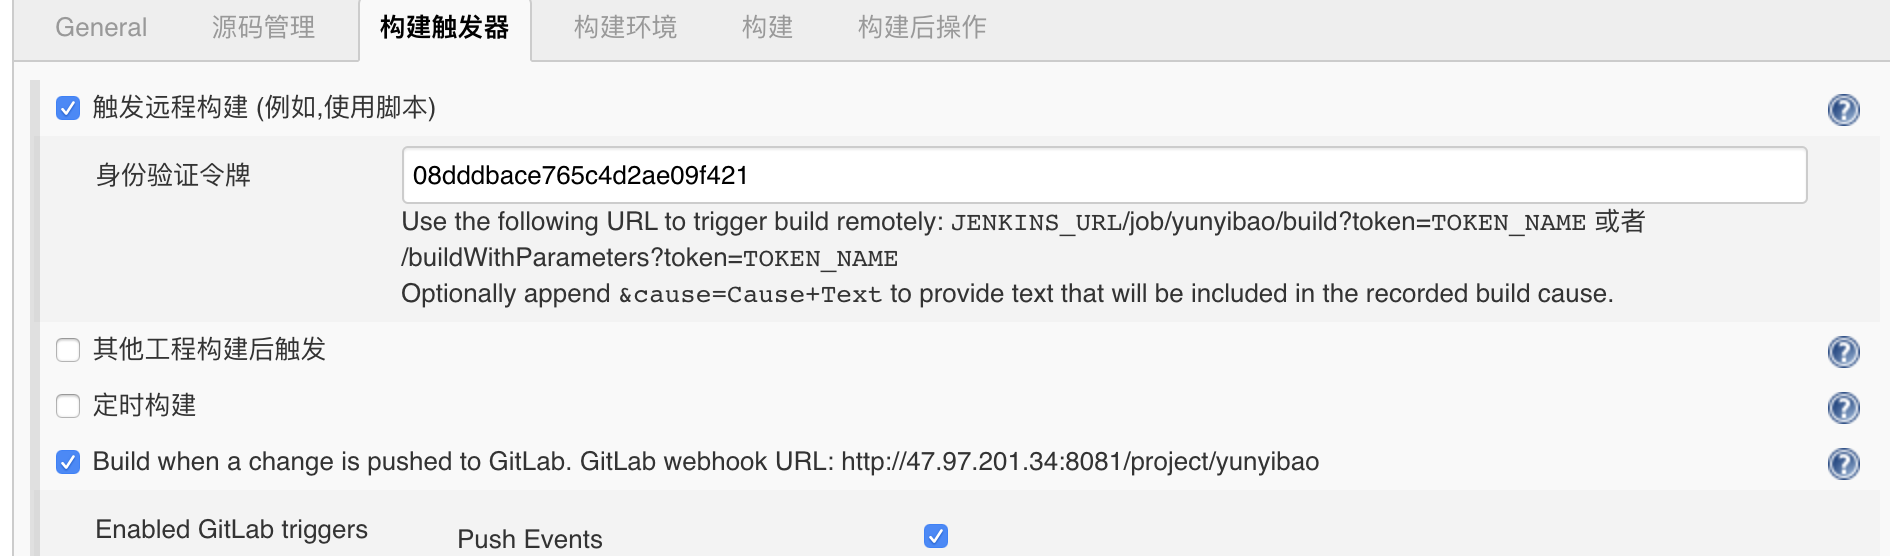 General 源码管理 构建触发器 构建环境 构建 构建后操作
触发远程构建 (例如,使用脚本)
身份验证令牌 08dddbace765c4d2ae09f421
Use the following URL to trigger build remotely: JENKINS_URL/job/yunyibao/build?token=TOKEN_NAME 或者
/buildWithParameters?token=TOKEN_NAME
Optionally append &cause=Cause+Text to provide text that will be included in the recorded build cause.
其他工程构建后触发
定时构建
Build when a change is pushed to GitLab. GitLab webhook URL: http://47.97.201.34:8081/project/yunyibao
Enabled GitLab triggers Push Events